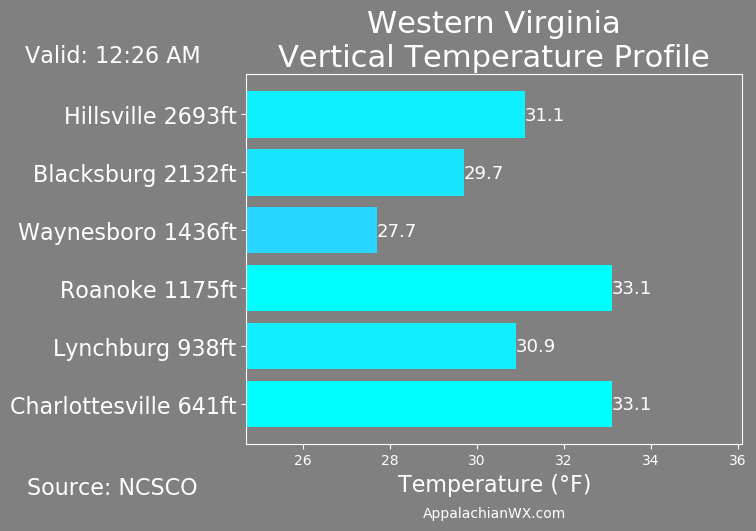 Western Virginia
Vertical Temperature Profile
Valid: 12:26 AM
Hillsville 2693ft 31.1
Blacksburg 2132ft 29.7
Waynesboro 1436ft 27.7
Roanoke 1175ft 33.1
Lynchburg 938ft 30.9
Charlottesville 641ft 33.1
26 28 30 32 34 36
Temperature (°F)
Source: NCSCO
AppalachianWX.com